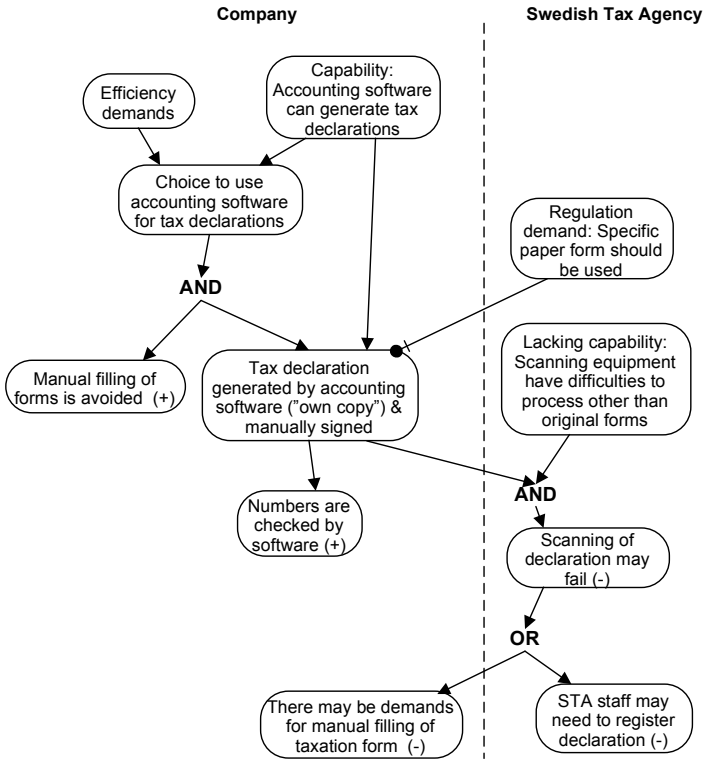 Company
Swedish Tax Agency
Efficiency
demands
Capability:
Accounting software
can generate tax
declarations
Choice to use
accounting software
for tax declarations
Regulation
demand: Specific
paper form should
be used
AND
Manual filling of
forms is avoided  (+)
Tax declaration
generated by accounting
software ("own copy") &
manually signed
Lacking capability:
Scanning equipment
have difficulties to
process other than
original forms
Numbers are
checked by
software (+)
AND
Scanning of
declaration may
fail (-)
OR
There may be demands
for manual filling of
taxation form  (-)
STA staff may
need to register
declaration (-)